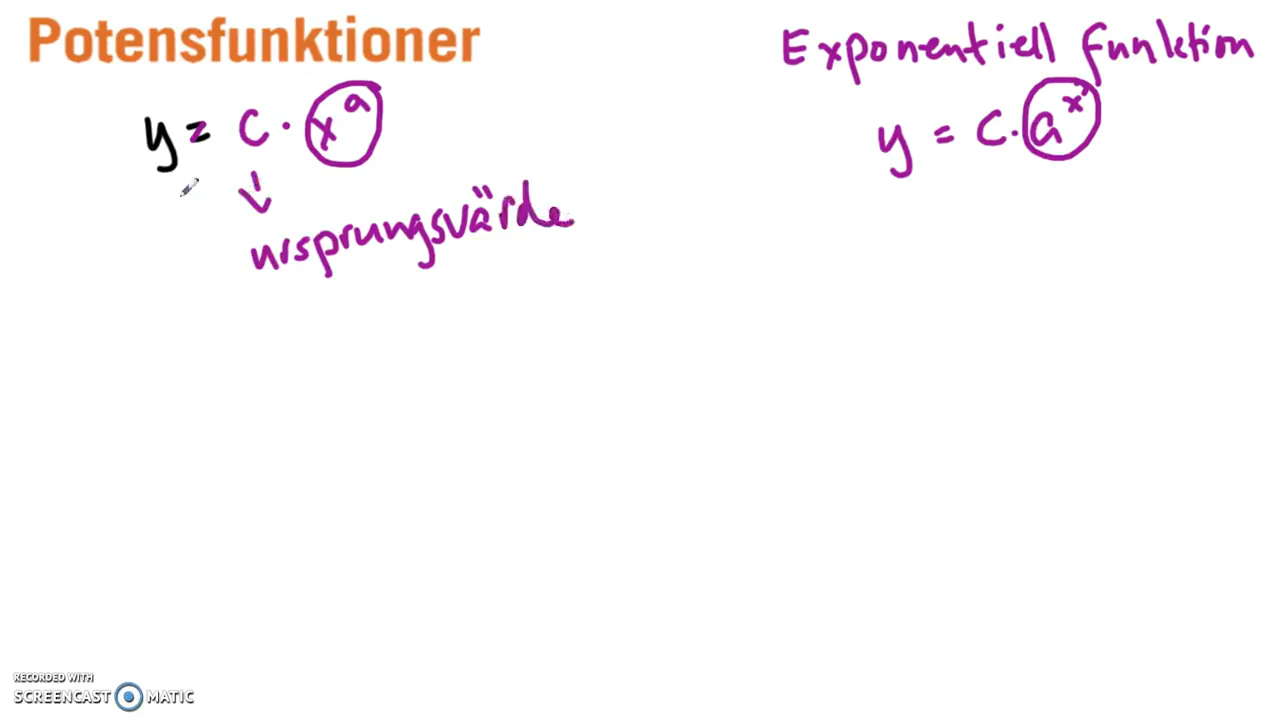 Potensfunktioner
y = C · x^a
ursprungsvärde
Exponentiell funktion
y = C · a^x
RECORDED WITH
SCREENCAST MATIC